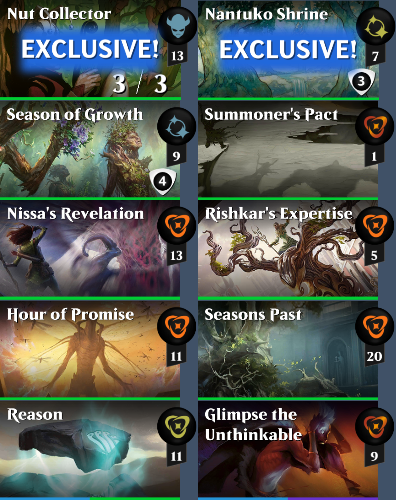 Nut Collector
EXCLUSIVE!
13
3 / 3
Nantuko Shrine
EXCLUSIVE!
7
3
Season of Growth
9
4
Summoner's Pact
1
Nissa's Revelation
13
Rishkar's Expertise
5
Hour of Promise
11
Seasons Past
20
Reason
11
Glimpse the
Unthinkable
9